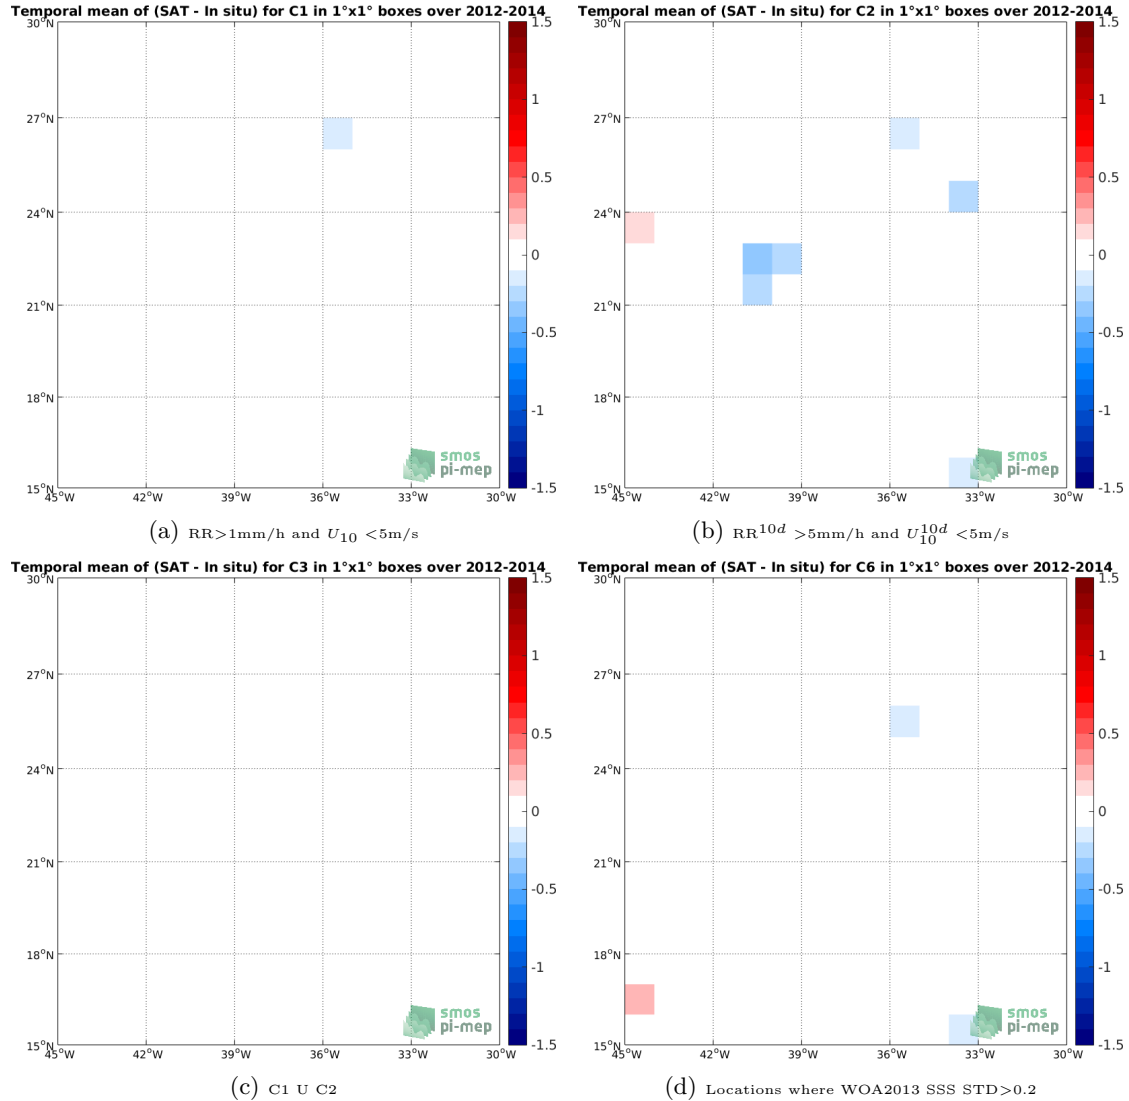 Temporal mean of (SAT - In situ) for C1 in 1°x1° boxes over 2012-2014
30°N
27°N
24°N
21°N
18°N
15°N
45°W 42°W 39°W 36°W 33°W 30°W
1.5
1
0.5
0
-0.5
-1
-1.5
smos
pi-mep
(a) RR>1mm/h and U10 <5m/s
Temporal mean of (SAT - In situ) for C2 in 1°x1° boxes over 2012-2014
30°N
27°N
24°N
21°N
18°N
15°N
45°W 42°W 39°W 36°W 33°W 30°W
1.5
1
0.5
0
-0.5
-1
-1.5
smos
pi-mep
(b) RR10d >5mm/h and U10d10 <5m/s
Temporal mean of (SAT - In situ) for C3 in 1°x1° boxes over 2012-2014
30°N
27°N
24°N
21°N
18°N
15°N
45°W 42°W 39°W 36°W 33°W 30°W
1.5
1
0.5
0
-0.5
-1
-1.5
smos
pi-mep
(c) C1 U C2
Temporal mean of (SAT - In situ) for C6 in 1°x1° boxes over 2012-2014
30°N
27°N
24°N
21°N
18°N
15°N
45°W 42°W 39°W 36°W 33°W 30°W
1.5
1
0.5
0
-0.5
-1
-1.5
smos
pi-mep
(d) Locations where WOA2013 SSS STD>0.2